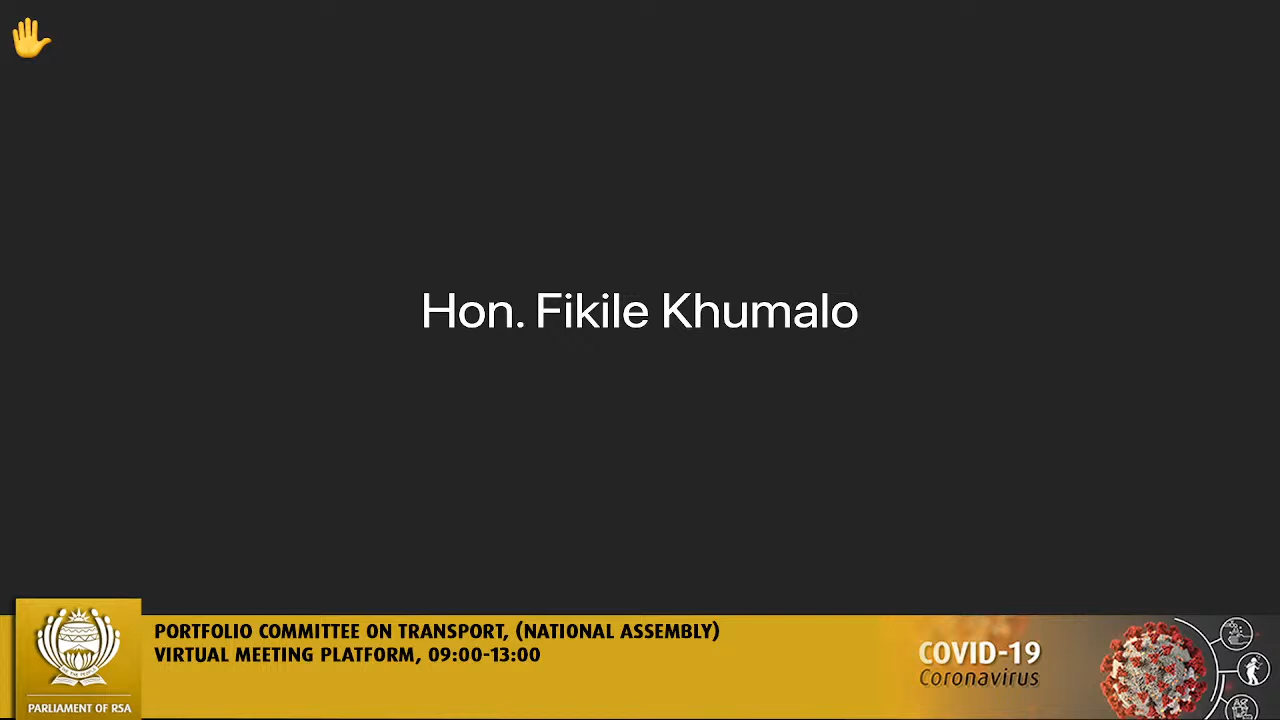 Hon. Fikile Khumalo
PORTFOLIO COMMITTEE ON TRANSPORT, (NATIONAL ASSEMBLY)
VIRTUAL MEETING PLATFORM, 09:00-13:00
COVID-19
Coronavirus
PARLIAMENT OF RSA